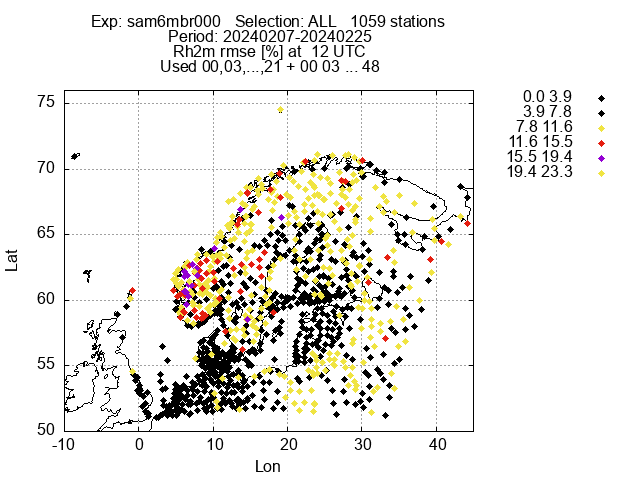 Exp: sam6mbr000 Selection: ALL 1059 stations
Period: 20240207-20240225
Rh2m rmse [%] at 12 UTC
Used 00,03,...,21 + 00 03 ... 48
0.0 3.9
3.9 7.8
7.8 11.6
11.6 15.5
15.5 19.4
19.4 23.3
75
70
65
60
55
50
Lat
-10 0 10 20 30 40
Lon